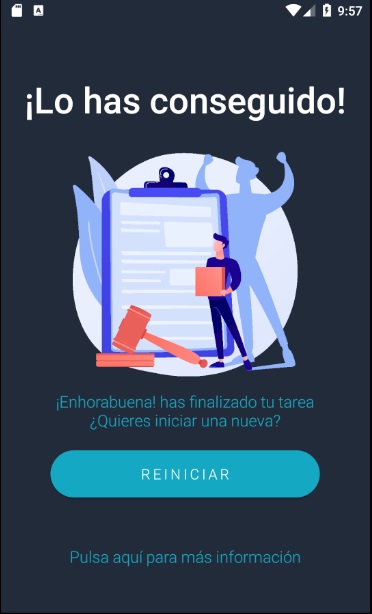 A
9:57
¡Lo has conseguido!
¡Enhorabuena! has finalizado tu tarea
¿Quieres iniciar una nueva?
REINICIAR
Pulsa aquí para más información